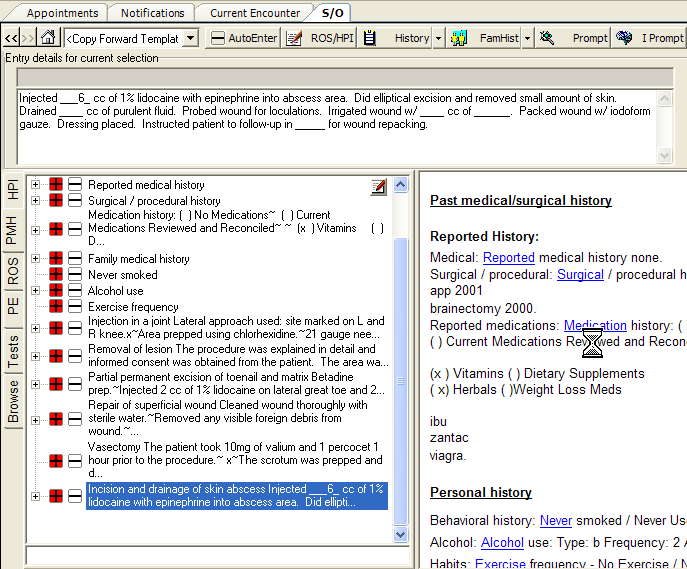 Appointments Notifications Current Encounter S/O
<< >> <Copy Forward Templat AutoEnter ROS/HPI History FamHist Prompt I Prompt
Entry details for current selection
Injected ___6_ cc of 1% lidocaine with epinephrine into abscess area.  Did elliptical excision and removed small amount of skin.
Drained ____ cc of purulent fluid.  Probed wound for loculations.  Irrigated wound w/ ____ cc of ______.  Packed wound w/ iodoform
gauze.  Dressing placed.  Instructed patient to follow-up in _____ for wound repacking.
HPI
PMH
ROS
PE
Tests
Browse
Reported medical history
Surgical / procedural history
Medication history: ( ) No Medications~  ( ) Current
Medications Reviewed and Reconciled~ ~  (x ) Vitamins     ( )
D...
Family medical history
Never smoked
Alcohol use
Exercise frequency
Injection in a joint Lateral approach used: site marked on L and
R knee.x~Area prepped using chlorhexidine.~21 gauge nee...
Removal of lesion The procedure was explained in detail and
informed consent was obtained from the patient.  The area wa...
Partial permanent excision of toenail and matrix Betadine
prep.~Injected 2 cc of 1% lidocaine on lateral great toe and 2...
Repair of superficial wound Cleaned wound thoroughly with
sterile water.~Removed any visible foreign debris from
wound.~...
Vasectomy The patient took 10mg of valium and 1 percocet 1
hour prior to the procedure.~ x~The scrotum was prepped and
d...
Incision and drainage of skin abscess Injected ___6_ cc of 1%
lidocaine with epinephrine into abscess area.  Did ellipti...
Past medical/surgical history
Reported History:
Medical: Reported medical history none.
Surgical / procedural: Surgical / procedural h
app 2001
brainectomy 2000.
Reported medications: Medication history: (
( ) Current Medications Reviewed and Recon
(x ) Vitamins ( ) Dietary Supplements
( x) Herbals ( )Weight Loss Meds
ibu
zantac
viagra.
Personal history
Behavioral history: Never smoked / Never Us
Alcohol: Alcohol use: Type: b Frequency: 2 A
Habits: Exercise frequency - No Exercise / N